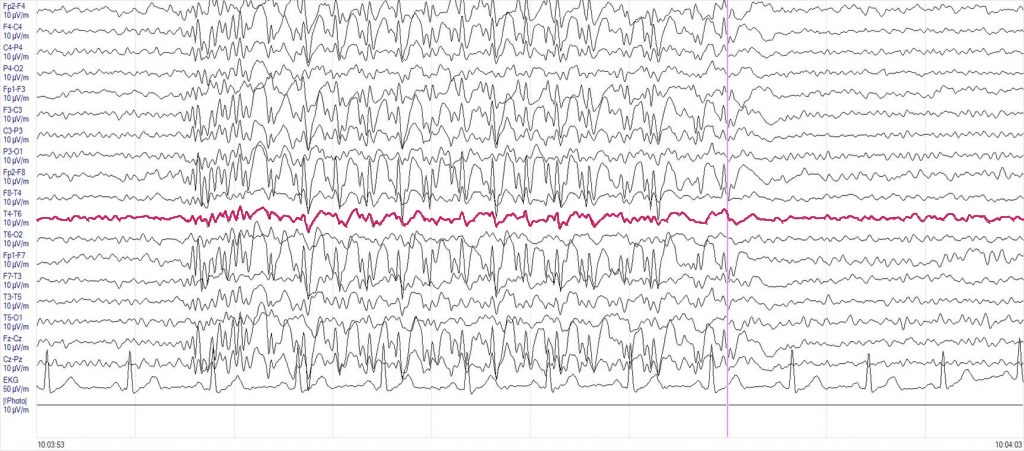 Fp2-F4
10 µV/m
F4-C4
10 µV/m
C4-P4
10 µV/m
P4-O2
10 µV/m
Fp1-F3
10 µV/m
F3-C3
10 µV/m
C3-P3
10 µV/m
P3-O1
10 µV/m
Fp2-F8
10 µV/m
F8-T4
10 µV/m
T4-T6
10 µV/m
T6-O2
10 µV/m
Fp1-F7
10 µV/m
F7-T3
10 µV/m
T3-T5
10 µV/m
T5-O1
10 µV/m
Fz-Cz
10 µV/m
Cz-Pz
10 µV/m
EKG
50 µV/m
|!Photo|
10 µV/m
10:03:53
10:04:03